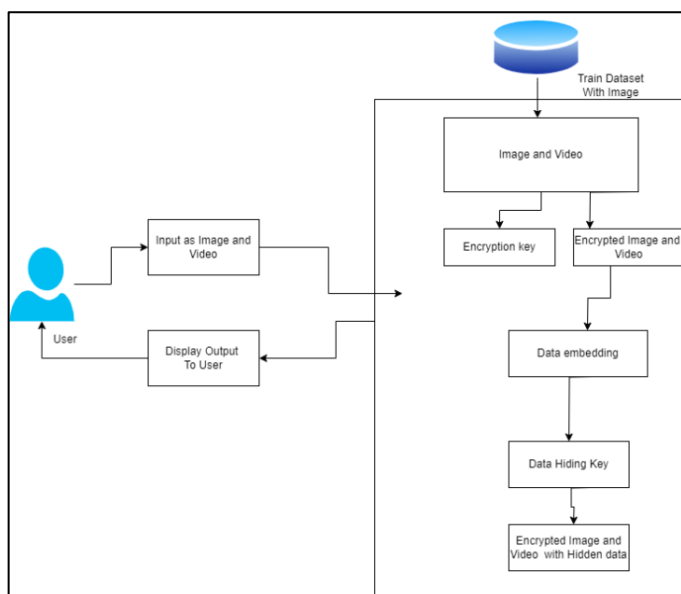 Train Dataset
With Image
Image and Video
Encryption key
Encrypted Image and
Video
Input as Image and
Video
User
Display Output
To User
Data embedding
Data Hiding Key
Encrypted Image and
Video with Hidden data